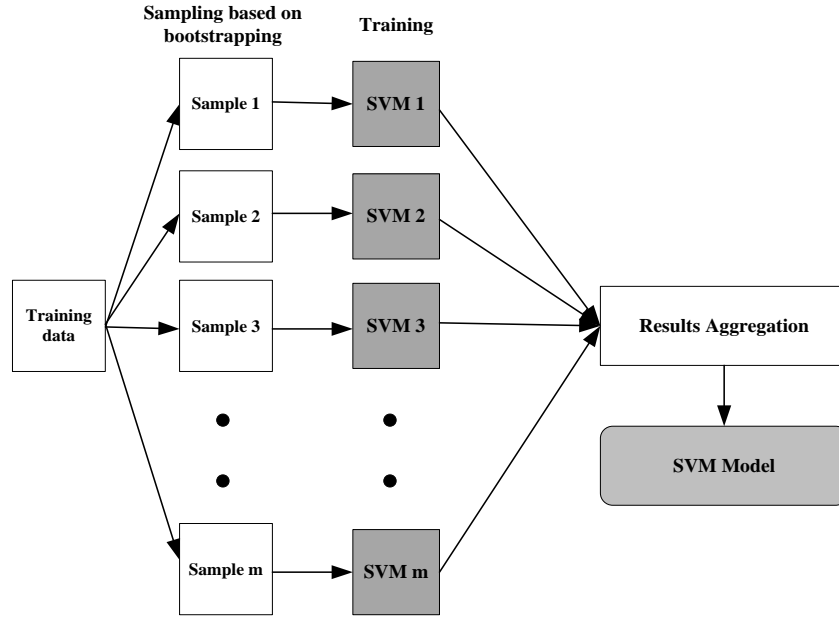 Sampling based on
bootstrapping
Training
Sample 1
SVM 1
Sample 2
SVM 2
Training
data
Sample 3
SVM 3
Results Aggregation
SVM Model
Sample m
SVM m